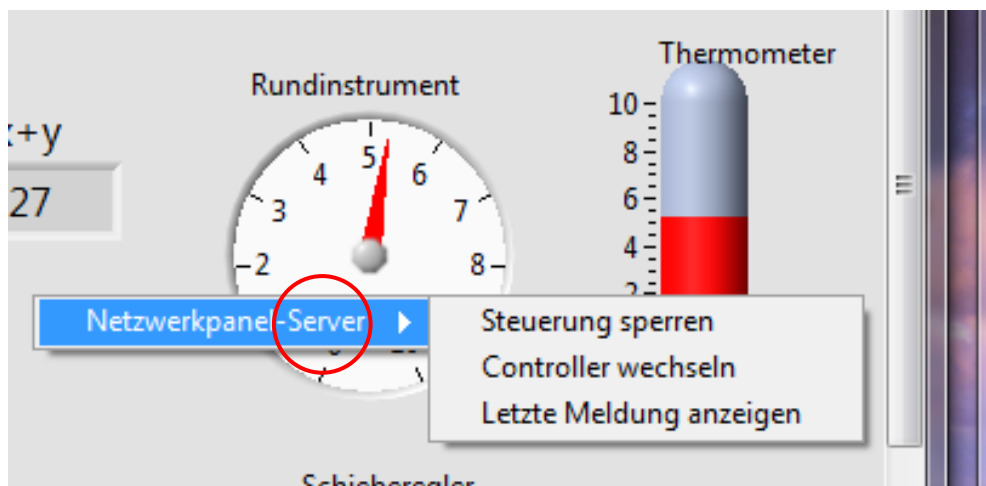 Thermometer
Rundinstrument
x+y
27
10
8
6
4
2
2
3
4
5
6
7
8
Netzwerkpanel-Server
Steuerung sperren
Controller wechseln
Letzte Meldung anzeigen
Schieberegler